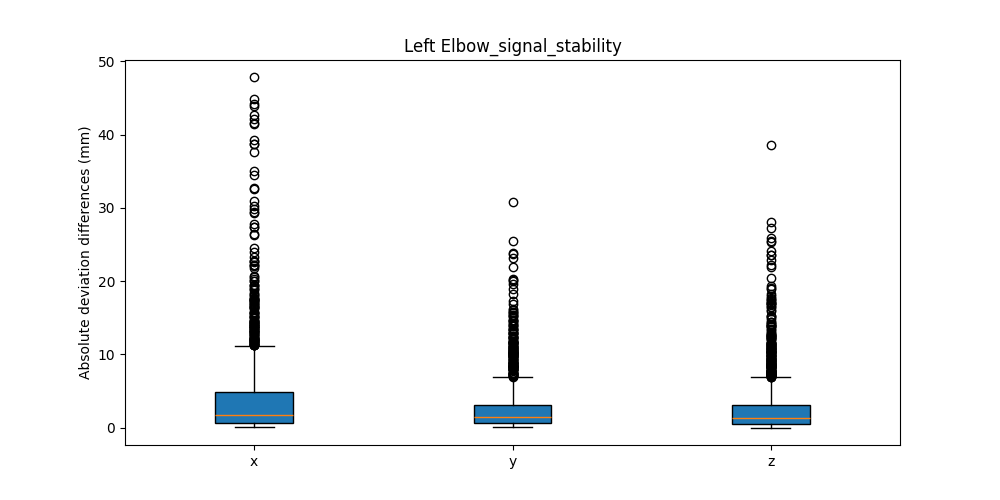 Left Elbow_signal_stability
Absolute deviation differences (mm)
50
40
30
20
10
0
x
y
z